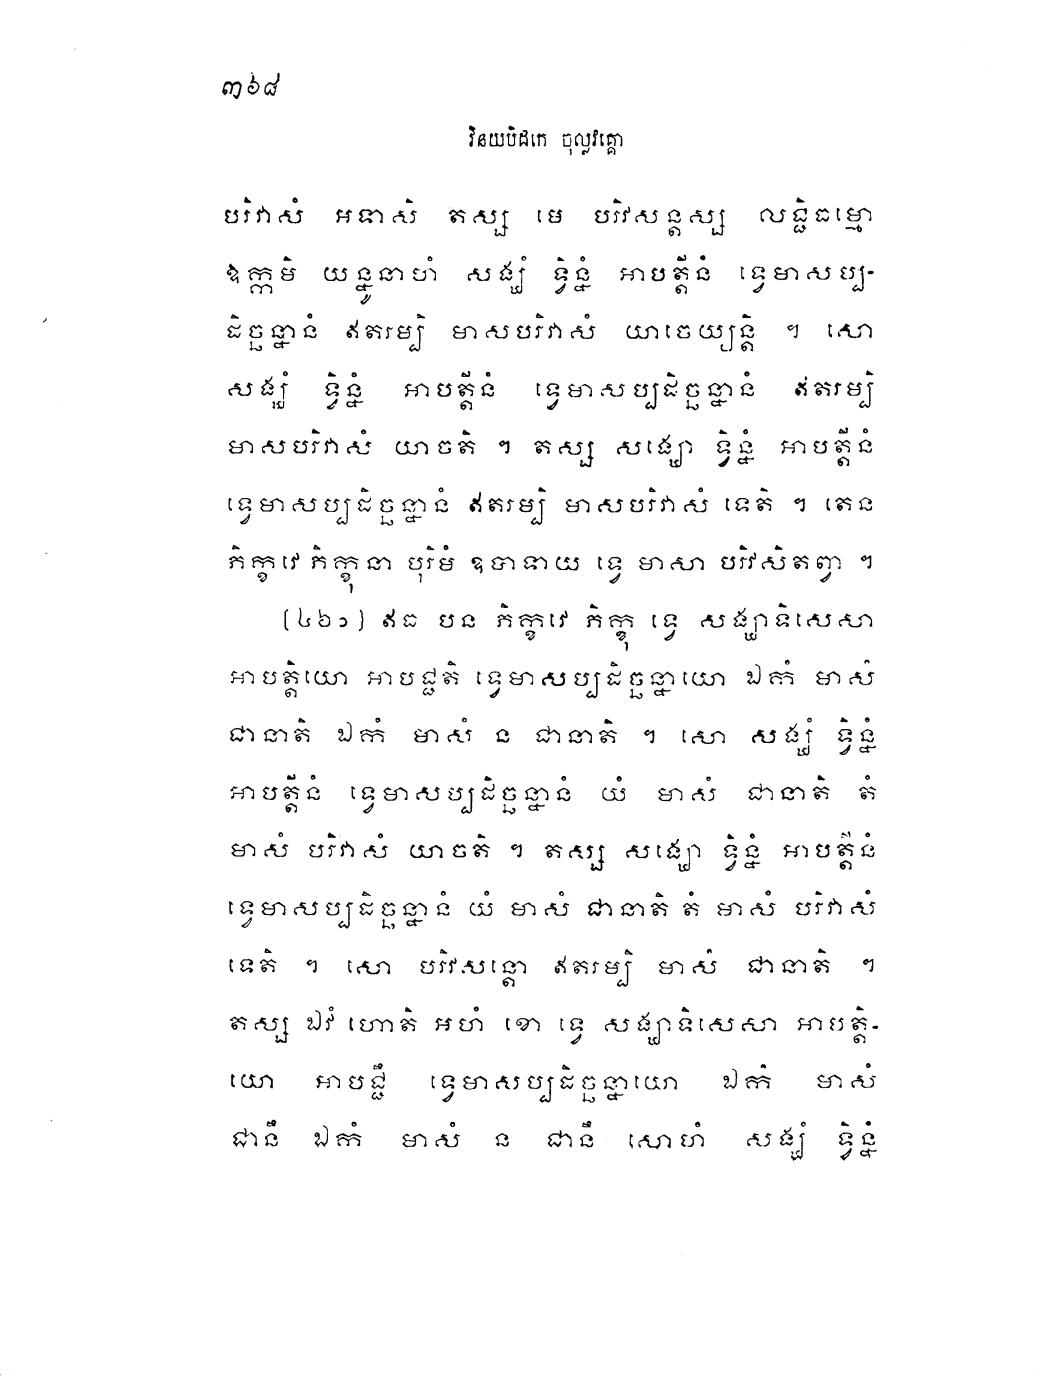 ៣៦៨
វិនយបិដកេ ចុល្លវគ្គោ
បរិវាសំ អទាសិ តស្ស មេ បរិវសន្តស្ស លជ្ជិធម្មោ
ឱក្កមិ យន្នូនាហំ សង្ឃំ ទ្វិន្នំ អាបត្តីនំ ទ្វេមាសប្ប-
ដិច្ឆន្នានំ ឥតរម្បិ មាសបរិវាសំ យាចេយ្យន្តិ ។ សោ
សង្ឃំ ទ្វិន្នំ អាបត្តីនំ ទ្វេមាសប្បដិច្ឆន្នានំ ឥតរម្បិ
មាសបរិវាសំ យាចតិ ។ តស្ស សង្ឃោ ទ្វិន្នំ អាបត្តីនំ
ទ្វេមាសប្បដិច្ឆន្នានំ ឥតរម្បិ មាសបរិវាសំ ទេតិ ។ តេន
ភិក្ខវេ ភិក្ខុនា បុរិមំ ឧបាទាយ ទ្វេ មាសា បរិវសិតព្វា ។
(៤២១) ឥធ បន ភិក្ខវេ ភិក្ខុ ទ្វេ សង្ឃាទិសេសា
អាបត្តិយោ អាបជ្ជតិ ទ្វេមាសប្បដិច្ឆន្នាយោ ឯកំ មាសំ
ជានាតិ ឯកំ មាសំ ន ជានាតិ ។ សោ សង្ឃំ ទ្វិន្នំ
អាបត្តីនំ ទ្វេមាសប្បដិច្ឆន្នានំ យំ មាសំ ជានាតិ តំ
មាសំ បរិវាសំ យាចតិ ។ តស្ស សង្ឃោ ទ្វិន្នំ អាបត្តីនំ
ទ្វេមាសប្បដិច្ឆន្នានំ យំ មាសំ ជានាតិ តំ មាសំ បរិវាសំ
ទេតិ ។ សោ បរិវសន្តោ ឥតរម្បិ មាសំ ជានាតិ ។
តស្ស ឯវំ ហោតិ អហំ ខោ ទ្វេ សង្ឃាទិសេសា អាបត្តិ-
យោ អាបជ្ជឹ ទ្វេមាសប្បដិច្ឆន្នាយោ ឯកំ មាសំ
ជានឹ ឯកំ មាសំ ន ជានឹ សោហំ សង្ឃំ ទ្វិន្នំ